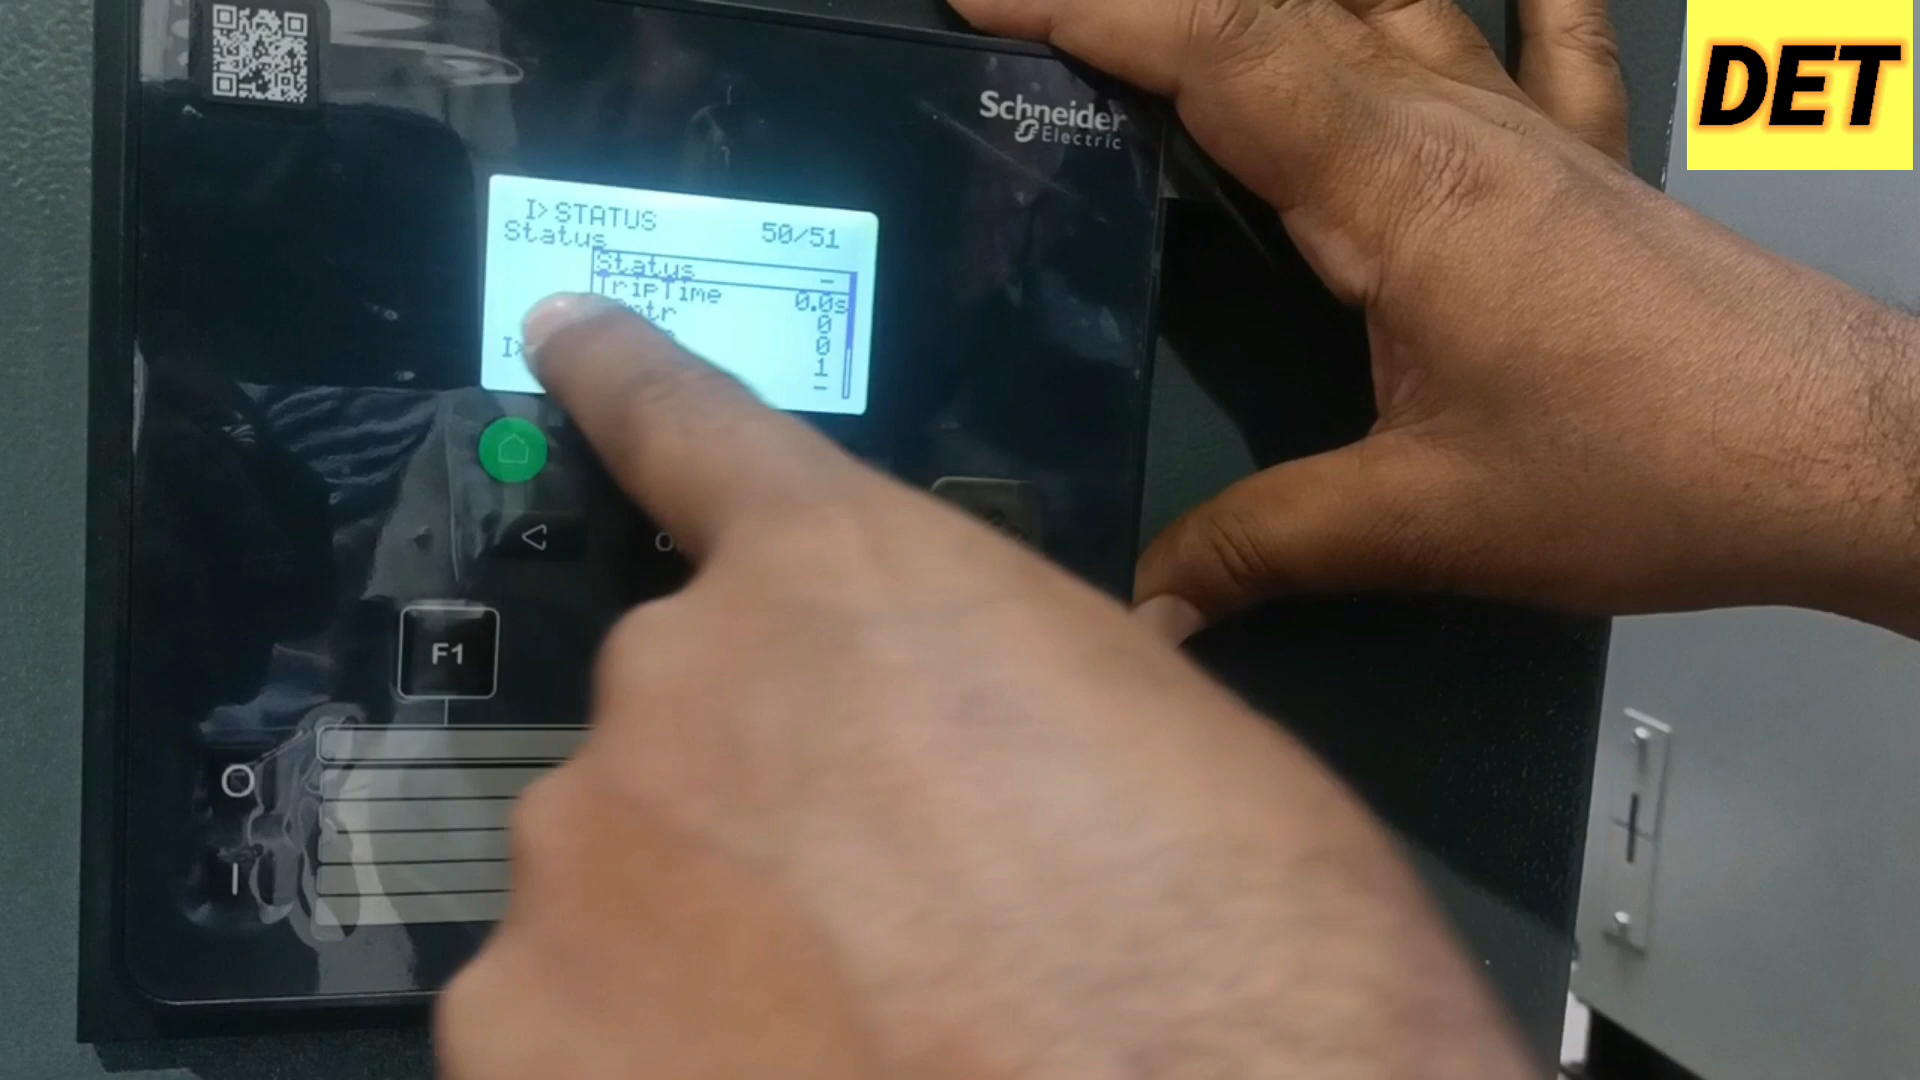 DET
Schneider
Electric
I> STATUS 50/51
Status
Status -
TripTime 0.0s
0
0
1
-
I>
F1
O
I